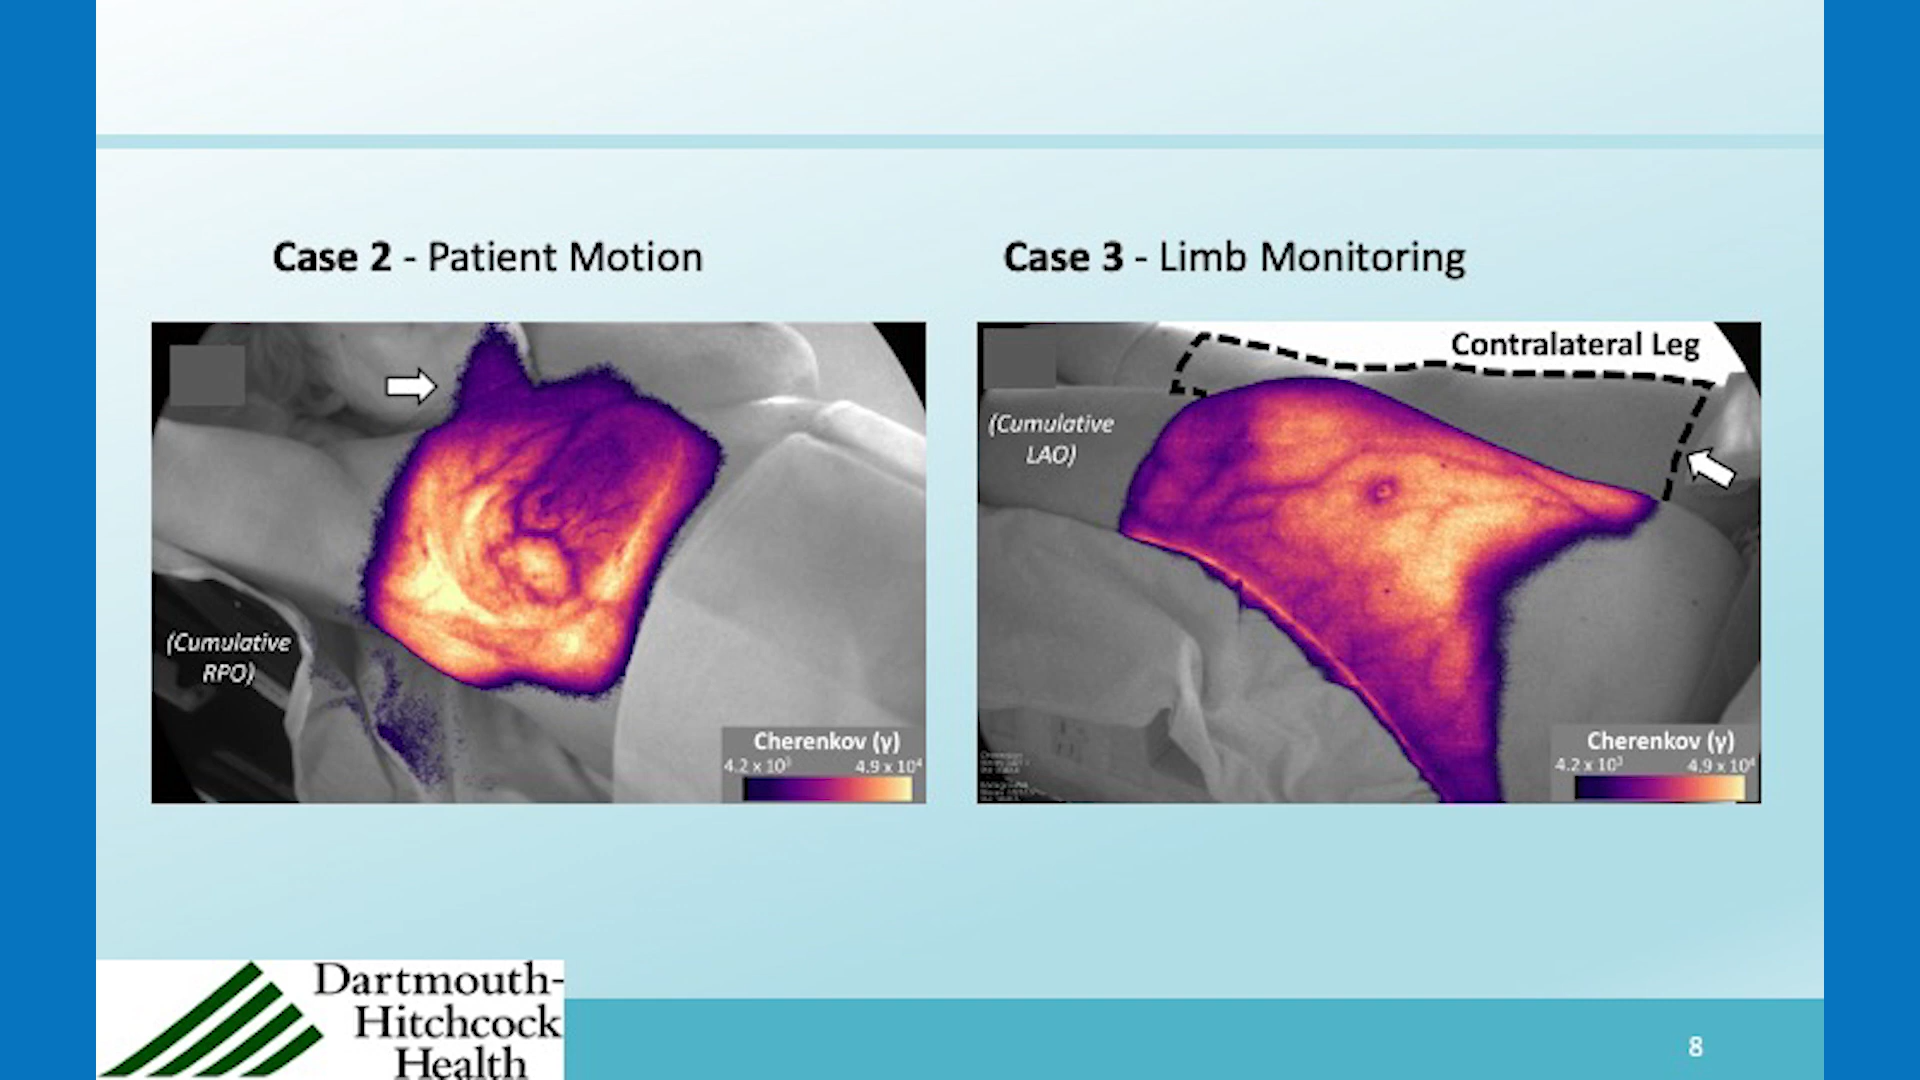 Case 2 - Patient Motion
Case 3 - Limb Monitoring
(Cumulative
RPO)
Cherenkov (γ)
4.2 x 10³
4.9 x 10⁴
Contralateral Leg
(Cumulative
LAO)
Cherenkov (γ)
4.2 x 10³
4.9 x 10⁴
Dartmouth-
Hitchcock
Health
8